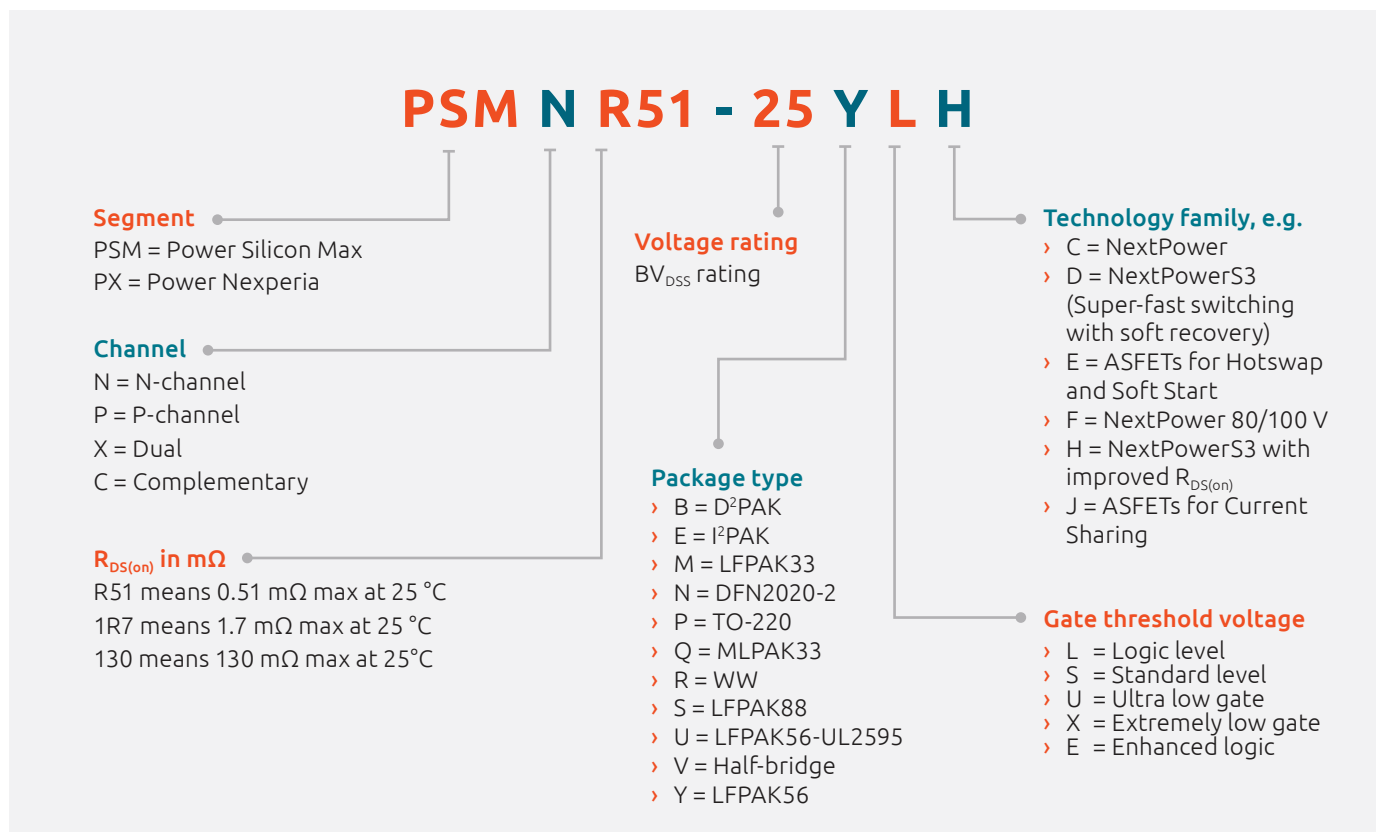 PSM N R51 - 25 Y L H
Segment
PSM = Power Silicon Max
PX = Power Nexperia
Channel
N = N-channel
P = P-channel
X = Dual
C = Complementary
R_DS(on) in mΩ
R51 means 0.51 mΩ max at 25 °C
1R7 means 1.7 mΩ max at 25 °C
130 means 130 mΩ max at 25°C
Voltage rating
BV_DSS rating
Package type
› B = D²PAK
› E = I²PAK
› M = LFPAK33
› N = DFN2020-2
› P = TO-220
› Q = MLPAK33
› R = WW
› S = LFPAK88
› U = LFPAK56-UL2595
› V = Half-bridge
› Y = LFPAK56
Technology family, e.g.
› C = NextPower
› D = NextPowerS3
(Super-fast switching
with soft recovery)
› E = ASFETs for Hotswap
and Soft Start
› F = NextPower 80/100 V
› H = NextPowerS3 with
improved R_DS(on)
› J = ASFETs for Current
Sharing
Gate threshold voltage
› L = Logic level
› S = Standard level
› U = Ultra low gate
› X = Extremely low gate
› E = Enhanced logic